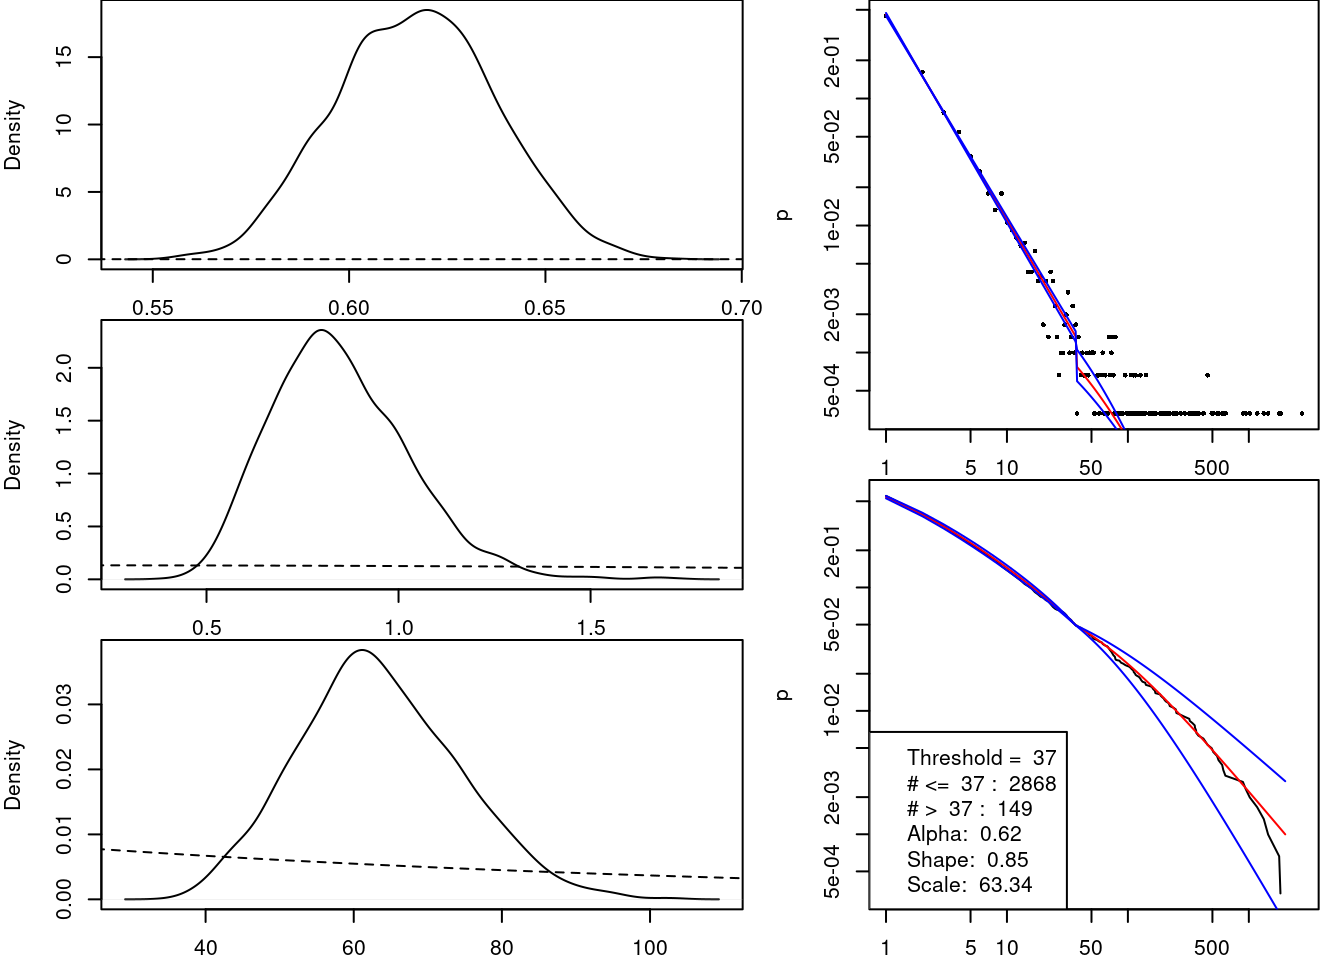 Density
0 5 10 15
0.55 0.60 0.65 0.70
Density
0.0 0.5 1.0 1.5 2.0
0.5 1.0 1.5
Density
0.00 0.01 0.02 0.03
40 60 80 100
p
5e-04 2e-03 1e-02 5e-02 2e-01
1 5 10 50 500
p
5e-04 2e-03 1e-02 5e-02 2e-01
Threshold = 37
# <= 37 : 2868
# > 37 : 149
Alpha: 0.62
Shape: 0.85
Scale: 63.34
1 5 10 50 500